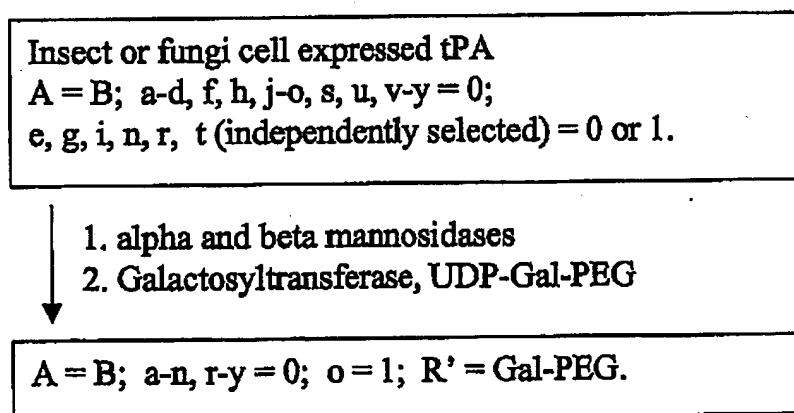 Insect or fungi cell expressed tPA
A = B; a-d, f, h, j-o, s, u, v-y = 0;
e, g, i, n, r, t (independently selected) = 0 or 1.
1. alpha and beta mannosidases
2. Galactosyltransferase, UDP-Gal-PEG
A = B; a-n, r-y = 0; o = 1; R' = Gal-PEG.